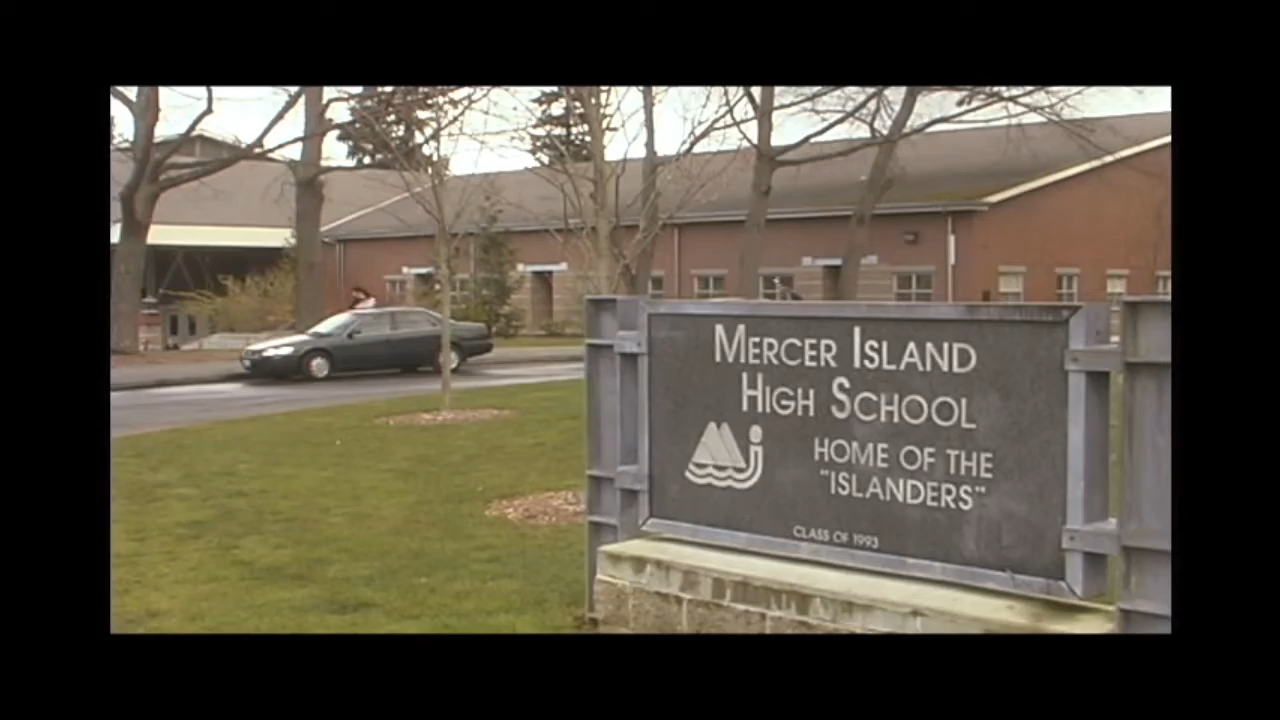 MERCER ISLAND
HIGH SCHOOL
HOME OF THE
"ISLANDERS"
CLASS OF 1993